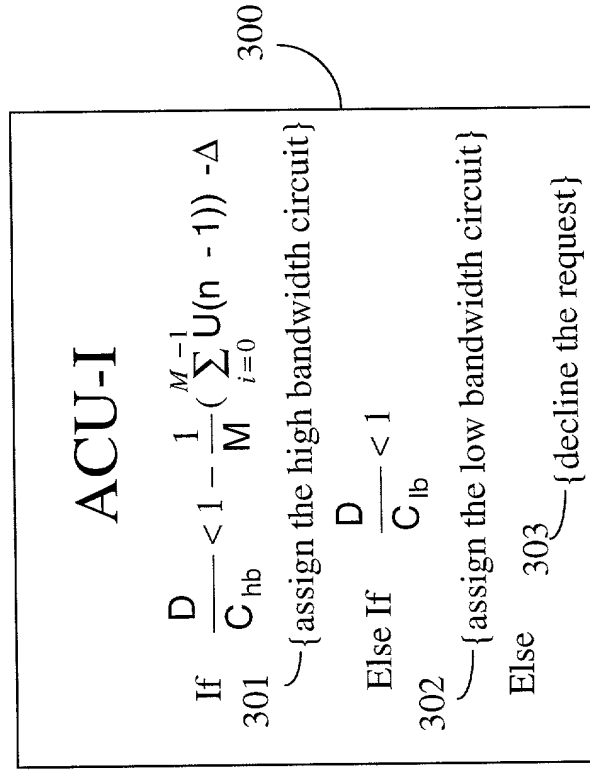 ACU-I
If D/C_hb < 1 - 1/M ( ∑_{i=0}^{M-1} U(n - 1)) -Δ
301 {assign the high bandwidth circuit}
Else If D/C_lb < 1
302 {assign the low bandwidth circuit}
Else 303 {decline the request}
300